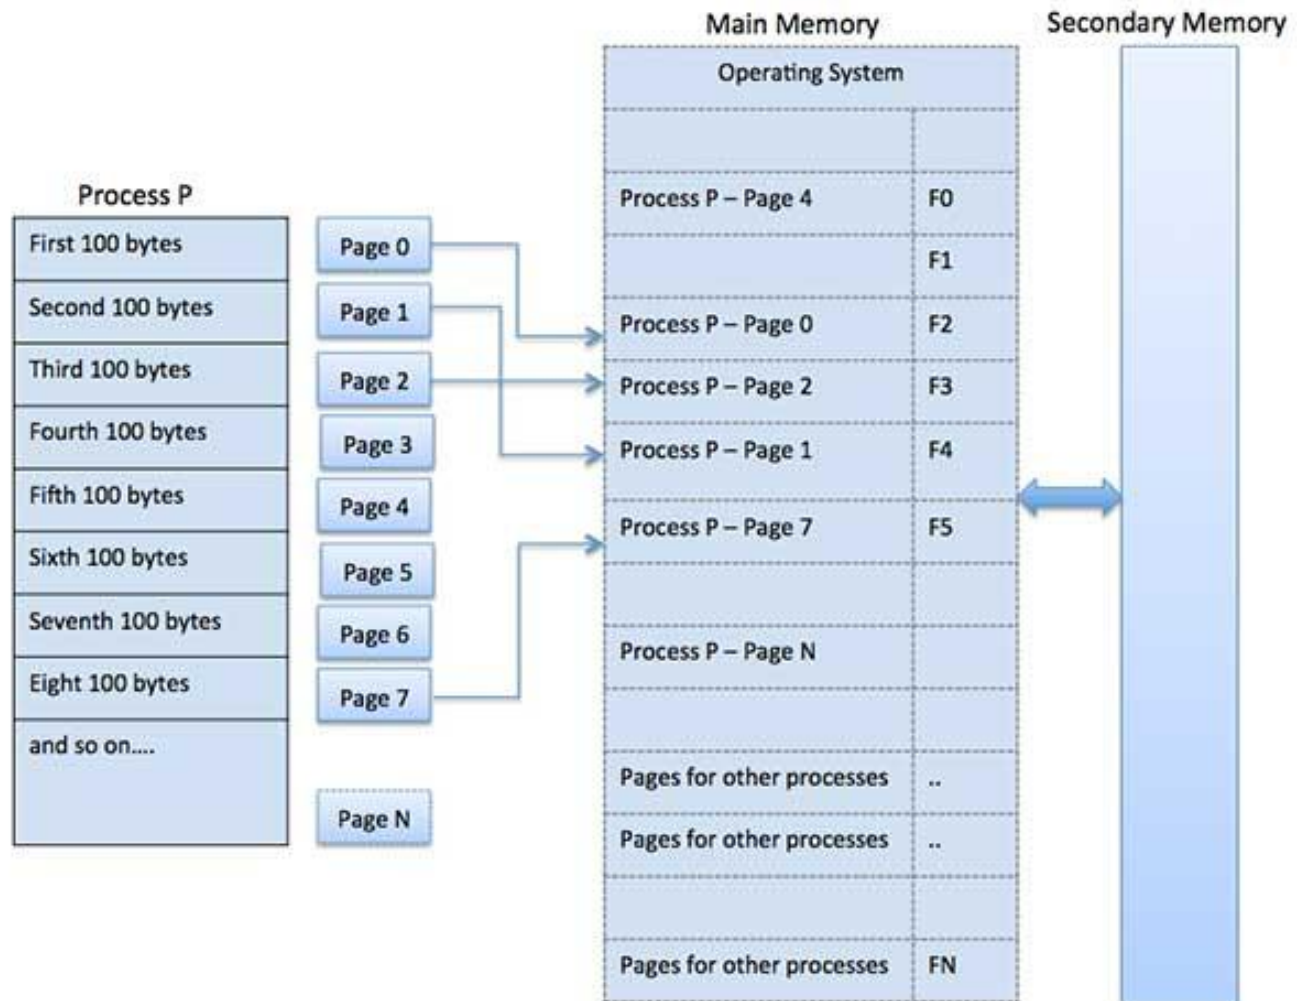 Main Memory
Secondary Memory
Operating System
Process P
First 100 bytes
Second 100 bytes
Third 100 bytes
Fourth 100 bytes
Fifth 100 bytes
Sixth 100 bytes
Seventh 100 bytes
Eight 100 bytes
and so on....
Page 0
Page 1
Page 2
Page 3
Page 4
Page 5
Page 6
Page 7
Page N
Process P – Page 4 F0
F1
Process P – Page 0 F2
Process P – Page 2 F3
Process P – Page 1 F4
Process P – Page 7 F5
Process P – Page N
Pages for other processes ..
Pages for other processes ..
Pages for other processes FN